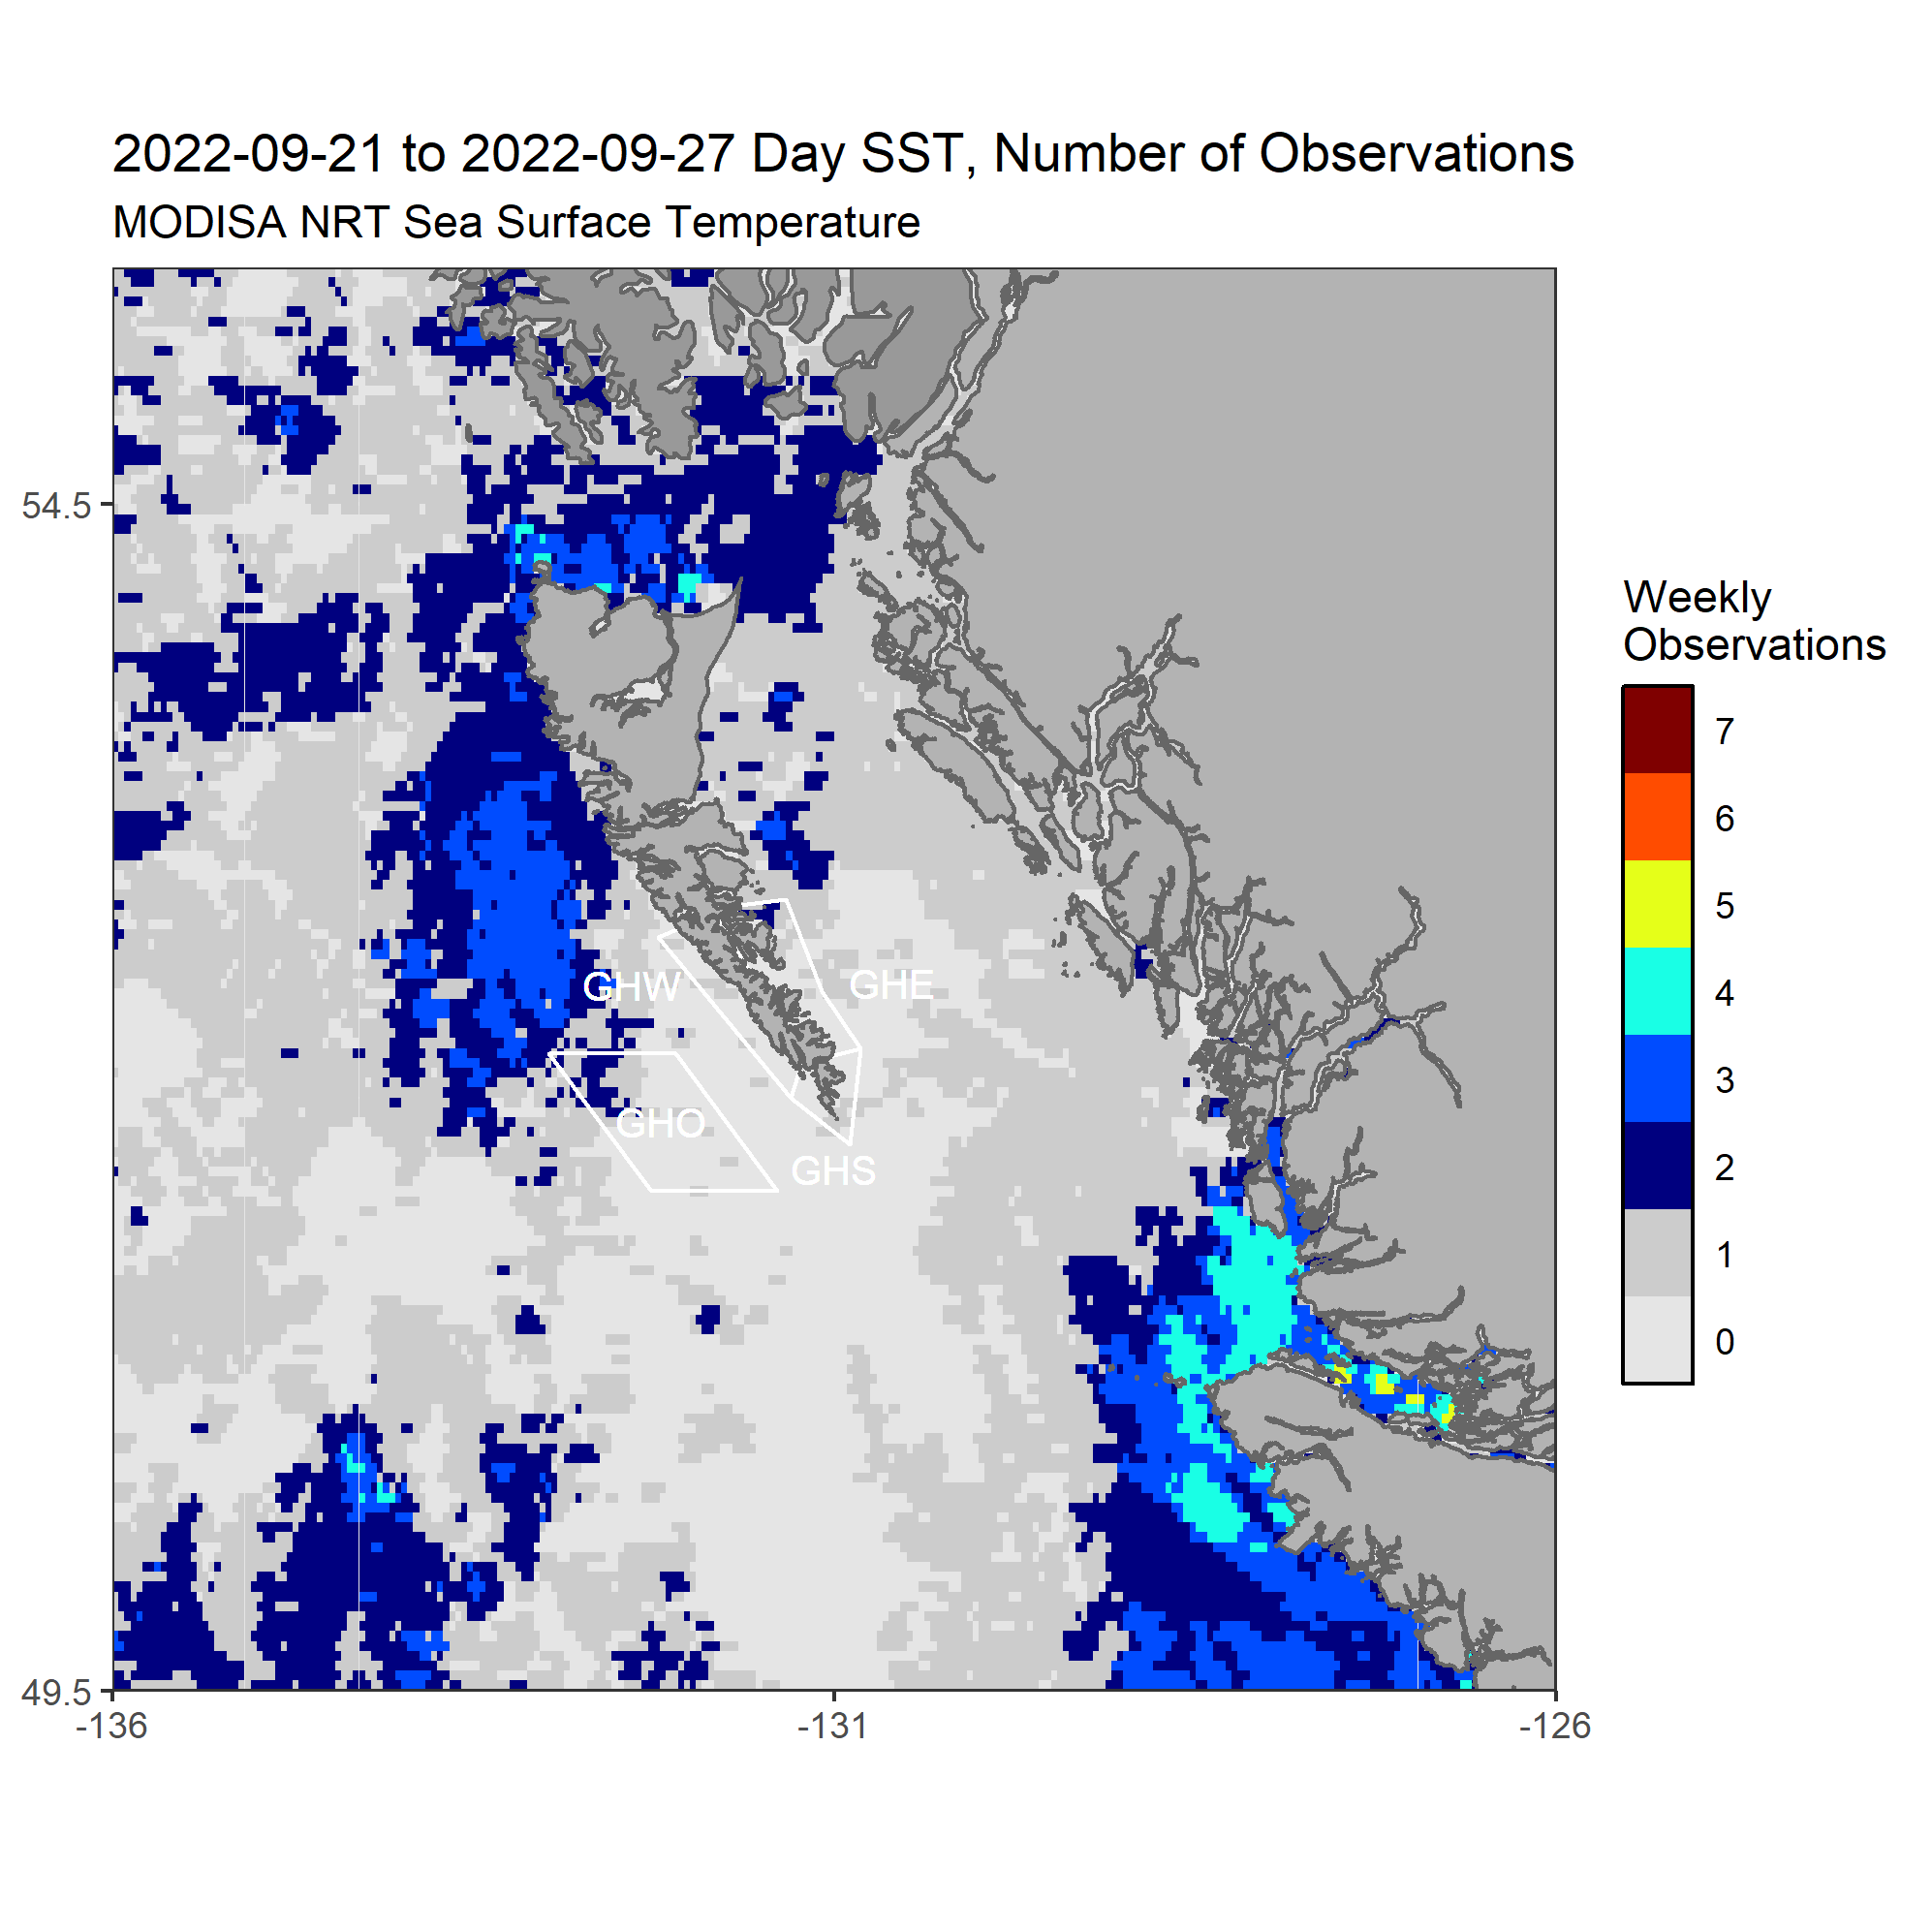 2022-09-21 to 2022-09-27 Day SST, Number of Observations
MODISA NRT Sea Surface Temperature
54.5
49.5
-136
-131
-126
GHW
GHE
GHO
GHS
Weekly
Observations
7
6
5
4
3
2
1
0